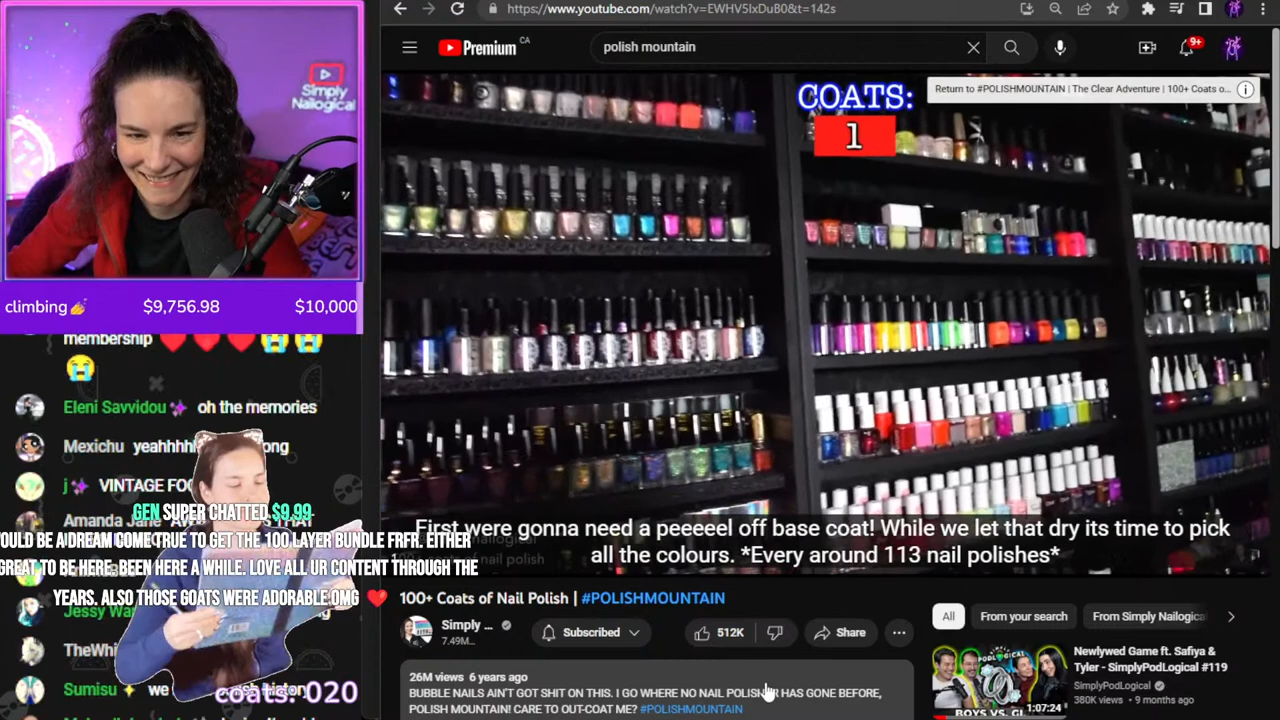 https://www.youtube.com/watch?v=EWHV5IxDuB0&t=142s
Premium CA
polish mountain
9+
Simply
Nailogical
COATS:
1
Return to #POLISHMOUNTAIN | The Clear Adventure | 100+ Coats o...
climbing💅 $9,756.98 $10,000
membership ❤️❤️❤️😭😭
😭
Eleni Savvidou oh the memories
Mexichu
j VINTAGE
Amanda Jane
GEN SUPER CHATTED $9.99
OULD BE A DREAM COME TRUE TO GET THE 100 LAYER BUNDLE FRFR. EITHER
GREAT TO BE HERE. BEEN HERE A WHILE. LOVE ALL UR CONTENT THROUGH THE
YEARS. ALSO THOSE GOATS WERE ADORABLE OMG ❤️
Jessy
TheWhi
Sumisu we
coats: 020
First were gonna need a peeeeel off base coat! While we let that dry its time to pick
all the colours. *Every around 113 nail polishes*
100+ Coats of Nail Polish | #POLISHMOUNTAIN
Simply ...
7.49M...
Subscribed
512K
Share
26M views 6 years ago
BUBBLE NAILS AIN'T GOT SHIT ON THIS. I GO WHERE NO NAIL POLISHER HAS GONE BEFORE,
POLISH MOUNTAIN! CARE TO OUT-COAT ME? #POLISHMOUNTAIN
All
From your search
From Simply Nailogica
Newlywed Game ft. Safiya &
Tyler - SimplyPodLogical #119
SimplyPodLogical
380K views • 9 months ago
1:07:24
BOYS VS. GI